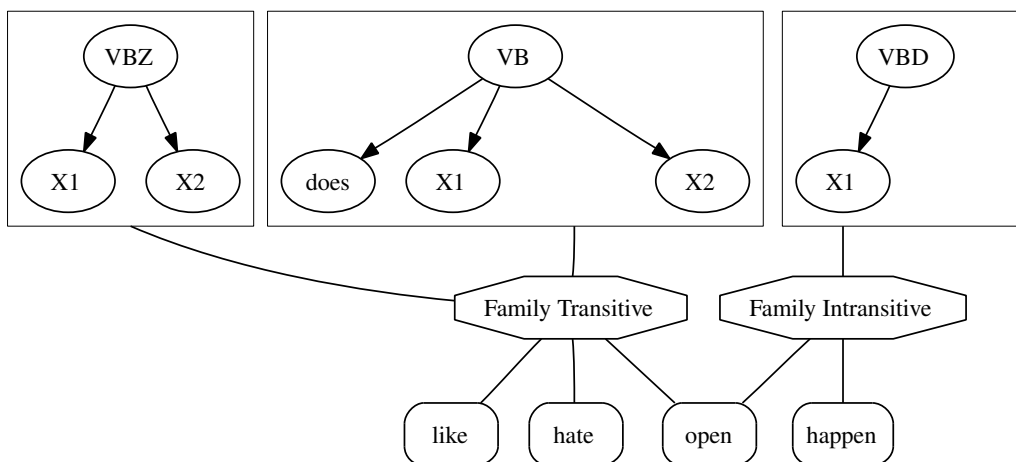 VBZ VB VBD
X1 X2 does X1 X2 X1
Family Transitive Family Intransitive
like hate open happen